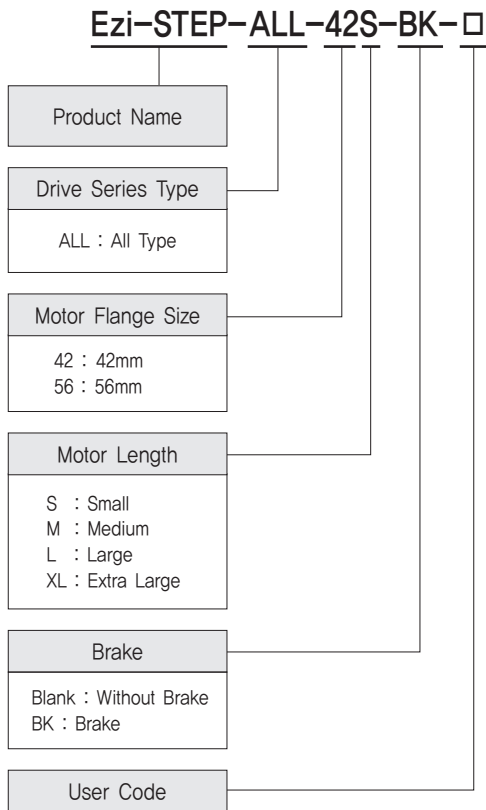 Ezi-STEP-ALL-42S-BK-□
Product Name
Drive Series Type
ALL : All Type
Motor Flange Size
42 : 42mm
56 : 56mm
Motor Length
S : Small
M : Medium
L : Large
XL : Extra Large
Brake
Blank : Without Brake
BK : Brake
User Code